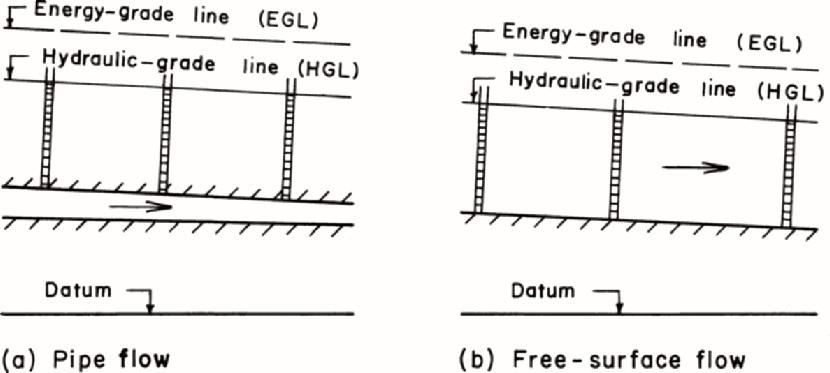 Energy-grade line (EGL)
Hydraulic-grade line (HGL)
Datum
(a) Pipe flow
Energy-grade line (EGL)
Hydraulic-grade line (HGL)
Datum
(b) Free-surface flow